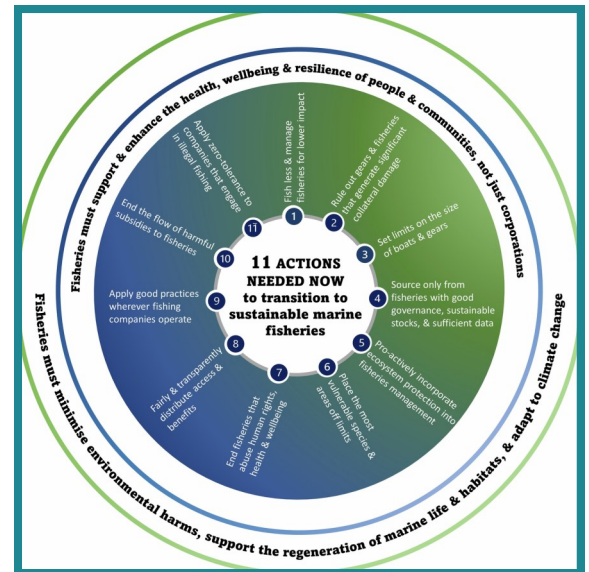 Fisheries must support & enhance the health, wellbeing & resilience of people & communities, not just corporations
Fisheries must minimise environmental harms, support the regeneration of marine life & habitats, & adapt to climate change
11 ACTIONS
NEEDED NOW
to transition to
sustainable marine
fisheries
1
Fish less & manage
fisheries for lower impact
2
Rule out gears & fisheries
that generate significant
collateral damage
3
Set limits on the size
of boats & gears
4
Source only from
fisheries with good
governance, sustainable
stocks, & sufficient data
5
Pro-actively incorporate
ecosystem protection into
fisheries management
6
Place the most
vulnerable species &
areas off limits
7
End fisheries that
abuse human rights,
health & wellbeing
8
Fairly & transparently
distribute access &
benefits
9
Apply good practices
wherever fishing
companies operate
10
End the flow of harmful
subsidies to fisheries
11
Apply zero-tolerance to
companies that engage
in illegal fishing